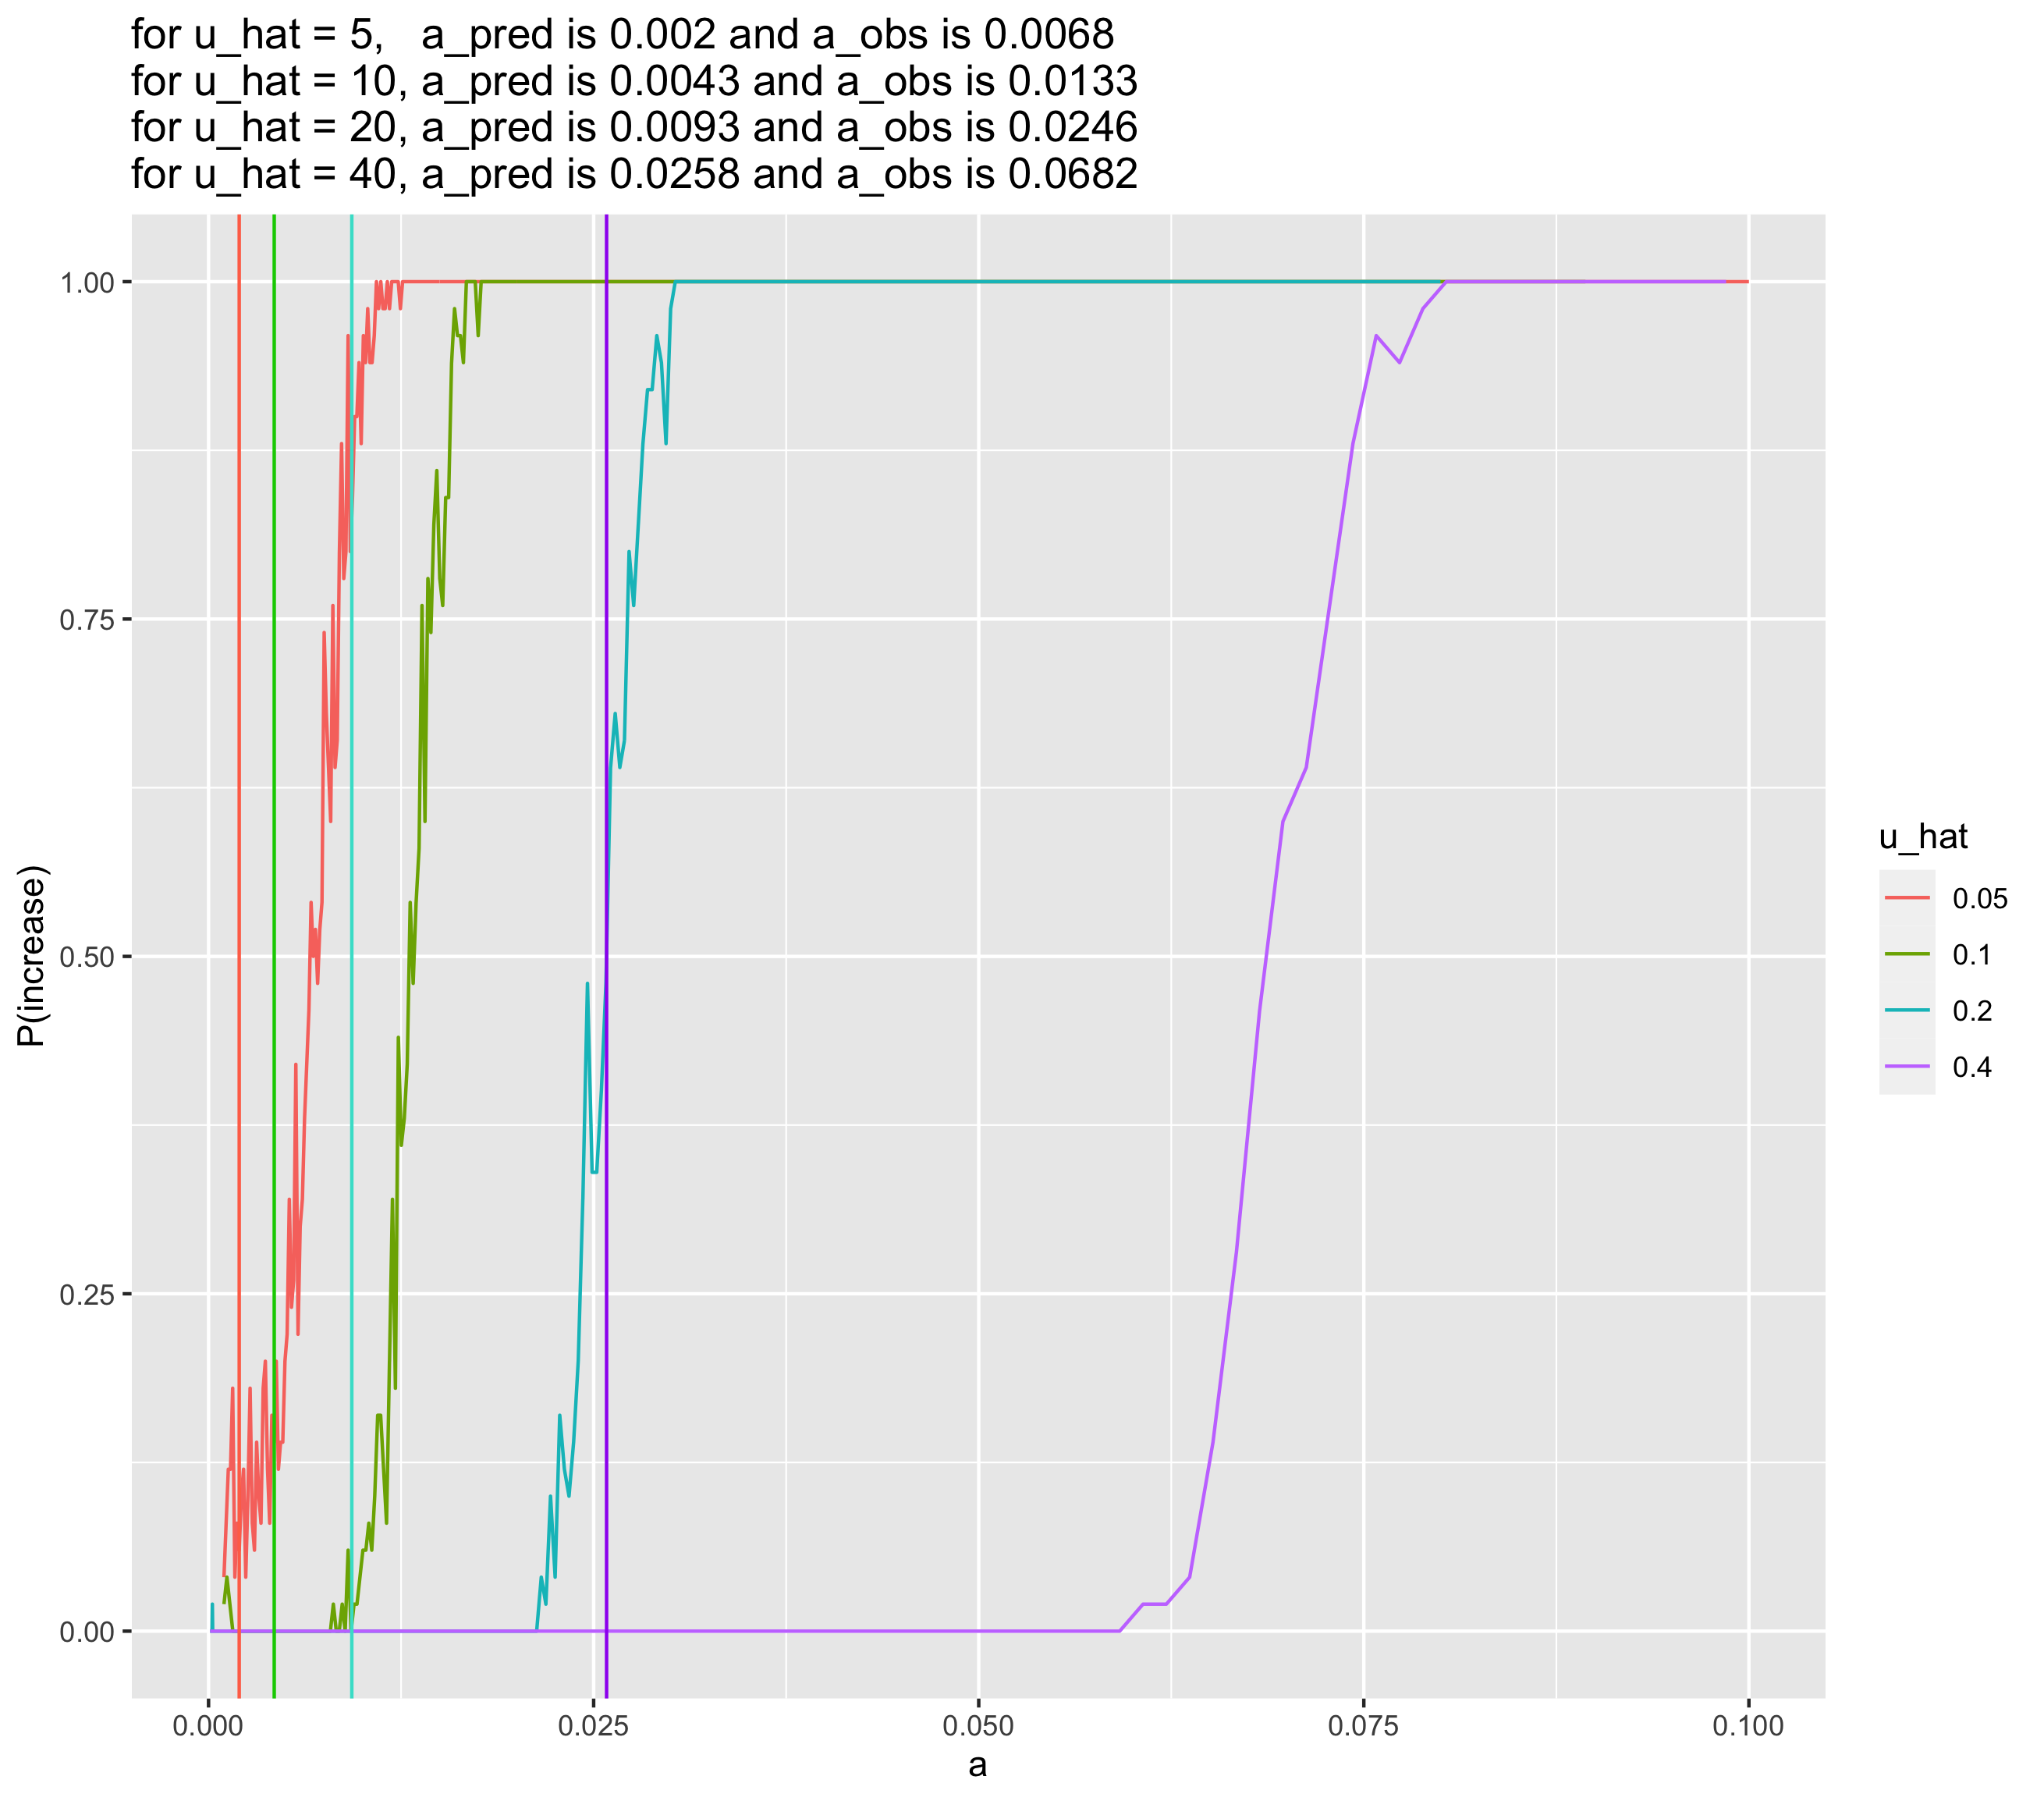 for u_hat = 5, a_pred is 0.002 and a_obs is 0.0068
for u_hat = 10, a_pred is 0.0043 and a_obs is 0.0133
for u_hat = 20, a_pred is 0.0093 and a_obs is 0.0246
for u_hat = 40, a_pred is 0.0258 and a_obs is 0.0682
1.00
0.75
0.50
0.25
0.00
P(increase)
0.000
0.025
0.050
0.075
0.100
a
u_hat
0.05
0.1
0.2
0.4